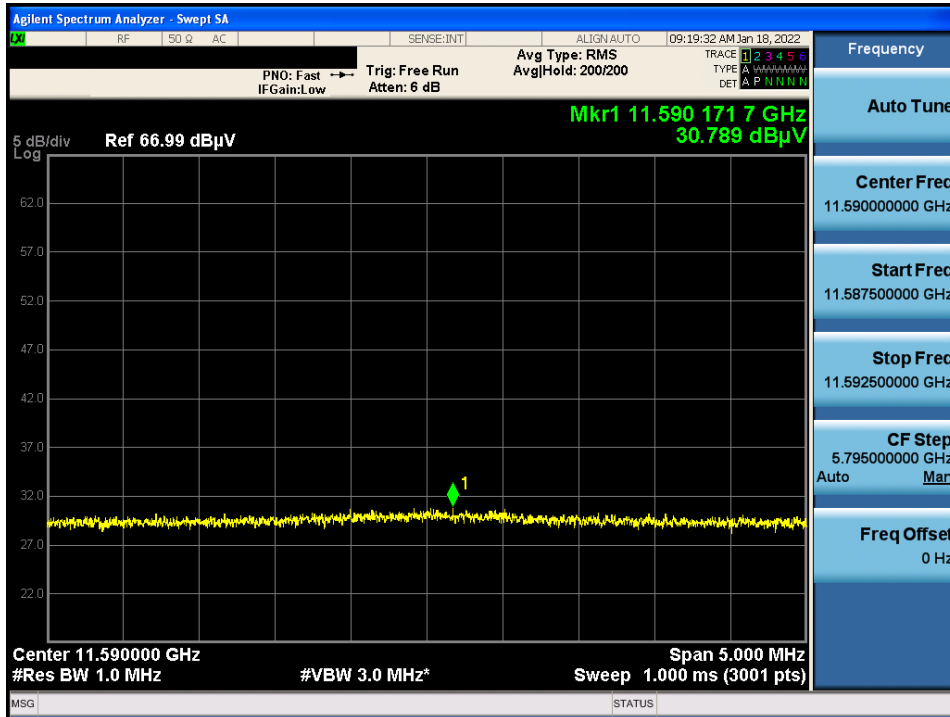 Agilent Spectrum Analyzer - Swept SA
LXI RF 50 Ω AC SENSE:INT ALIGN AUTO 09:19:32 AM Jan 18, 2022
Frequency
PNO: Fast
IFGain:Low
Trig: Free Run
Atten: 6 dB
Avg Type: RMS
Avg|Hold: 200/200
TRACE 1 2 3 4 5 6
TYPE A WWWWW
DET A P N N N N
Auto Tune
Mkr1 11.590 171 7 GHz
30.789 dBµV
5 dB/div Ref 66.99 dBµV
Log
62.0
57.0
52.0
47.0
42.0
37.0
32.0
27.0
22.0
1
Center Freq
11.590000000 GHz
Start Freq
11.587500000 GHz
Stop Freq
11.592500000 GHz
CF Step
5.795000000 GHz
Auto Man
Freq Offset
0 Hz
Center 11.590000 GHz Span 5.000 MHz
#Res BW 1.0 MHz #VBW 3.0 MHz* Sweep 1.000 ms (3001 pts)
MSG STATUS